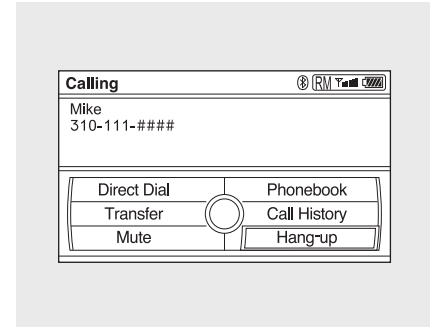 Calling RM
Mike
310-111-####
Direct Dial Phonebook
Transfer Call History
Mute Hang-up